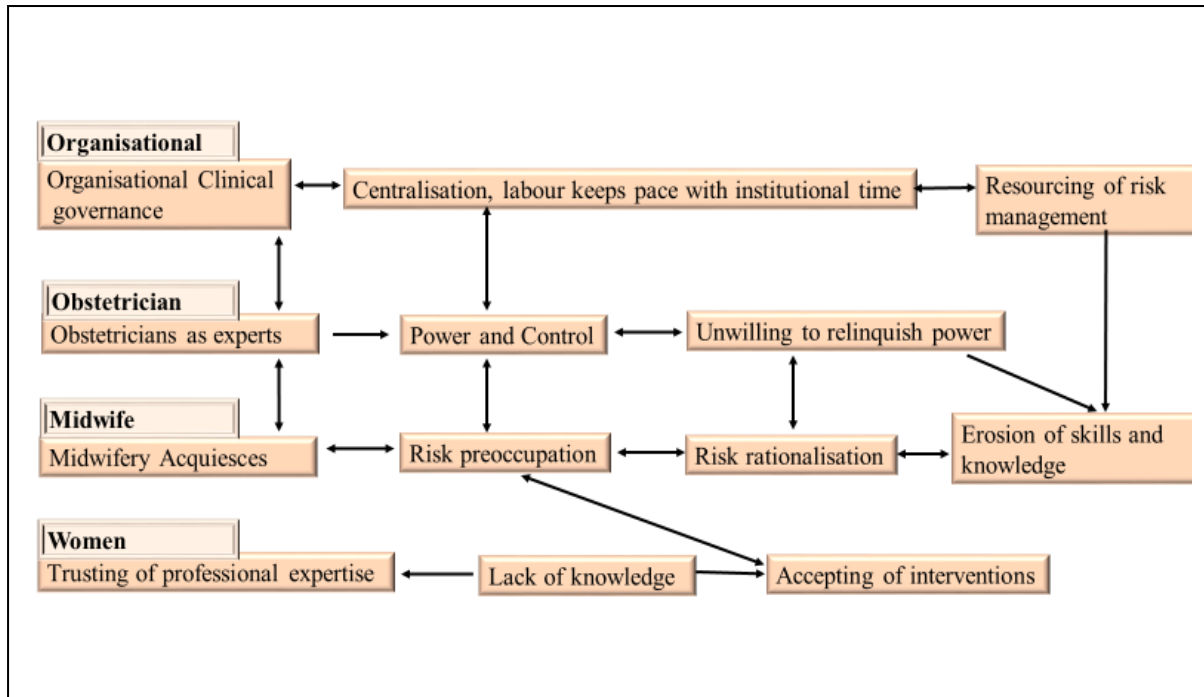 Organisational
Organisational Clinical
governance
Centralisation, labour keeps pace with institutional time
Resourcing of risk
management
Obstetrician
Obstetricians as experts
Power and Control
Unwilling to relinquish power
Midwife
Midwifery Acquiesces
Risk preoccupation
Risk rationalisation
Erosion of skills and
knowledge
Women
Trusting of professional expertise
Lack of knowledge
Accepting of interventions